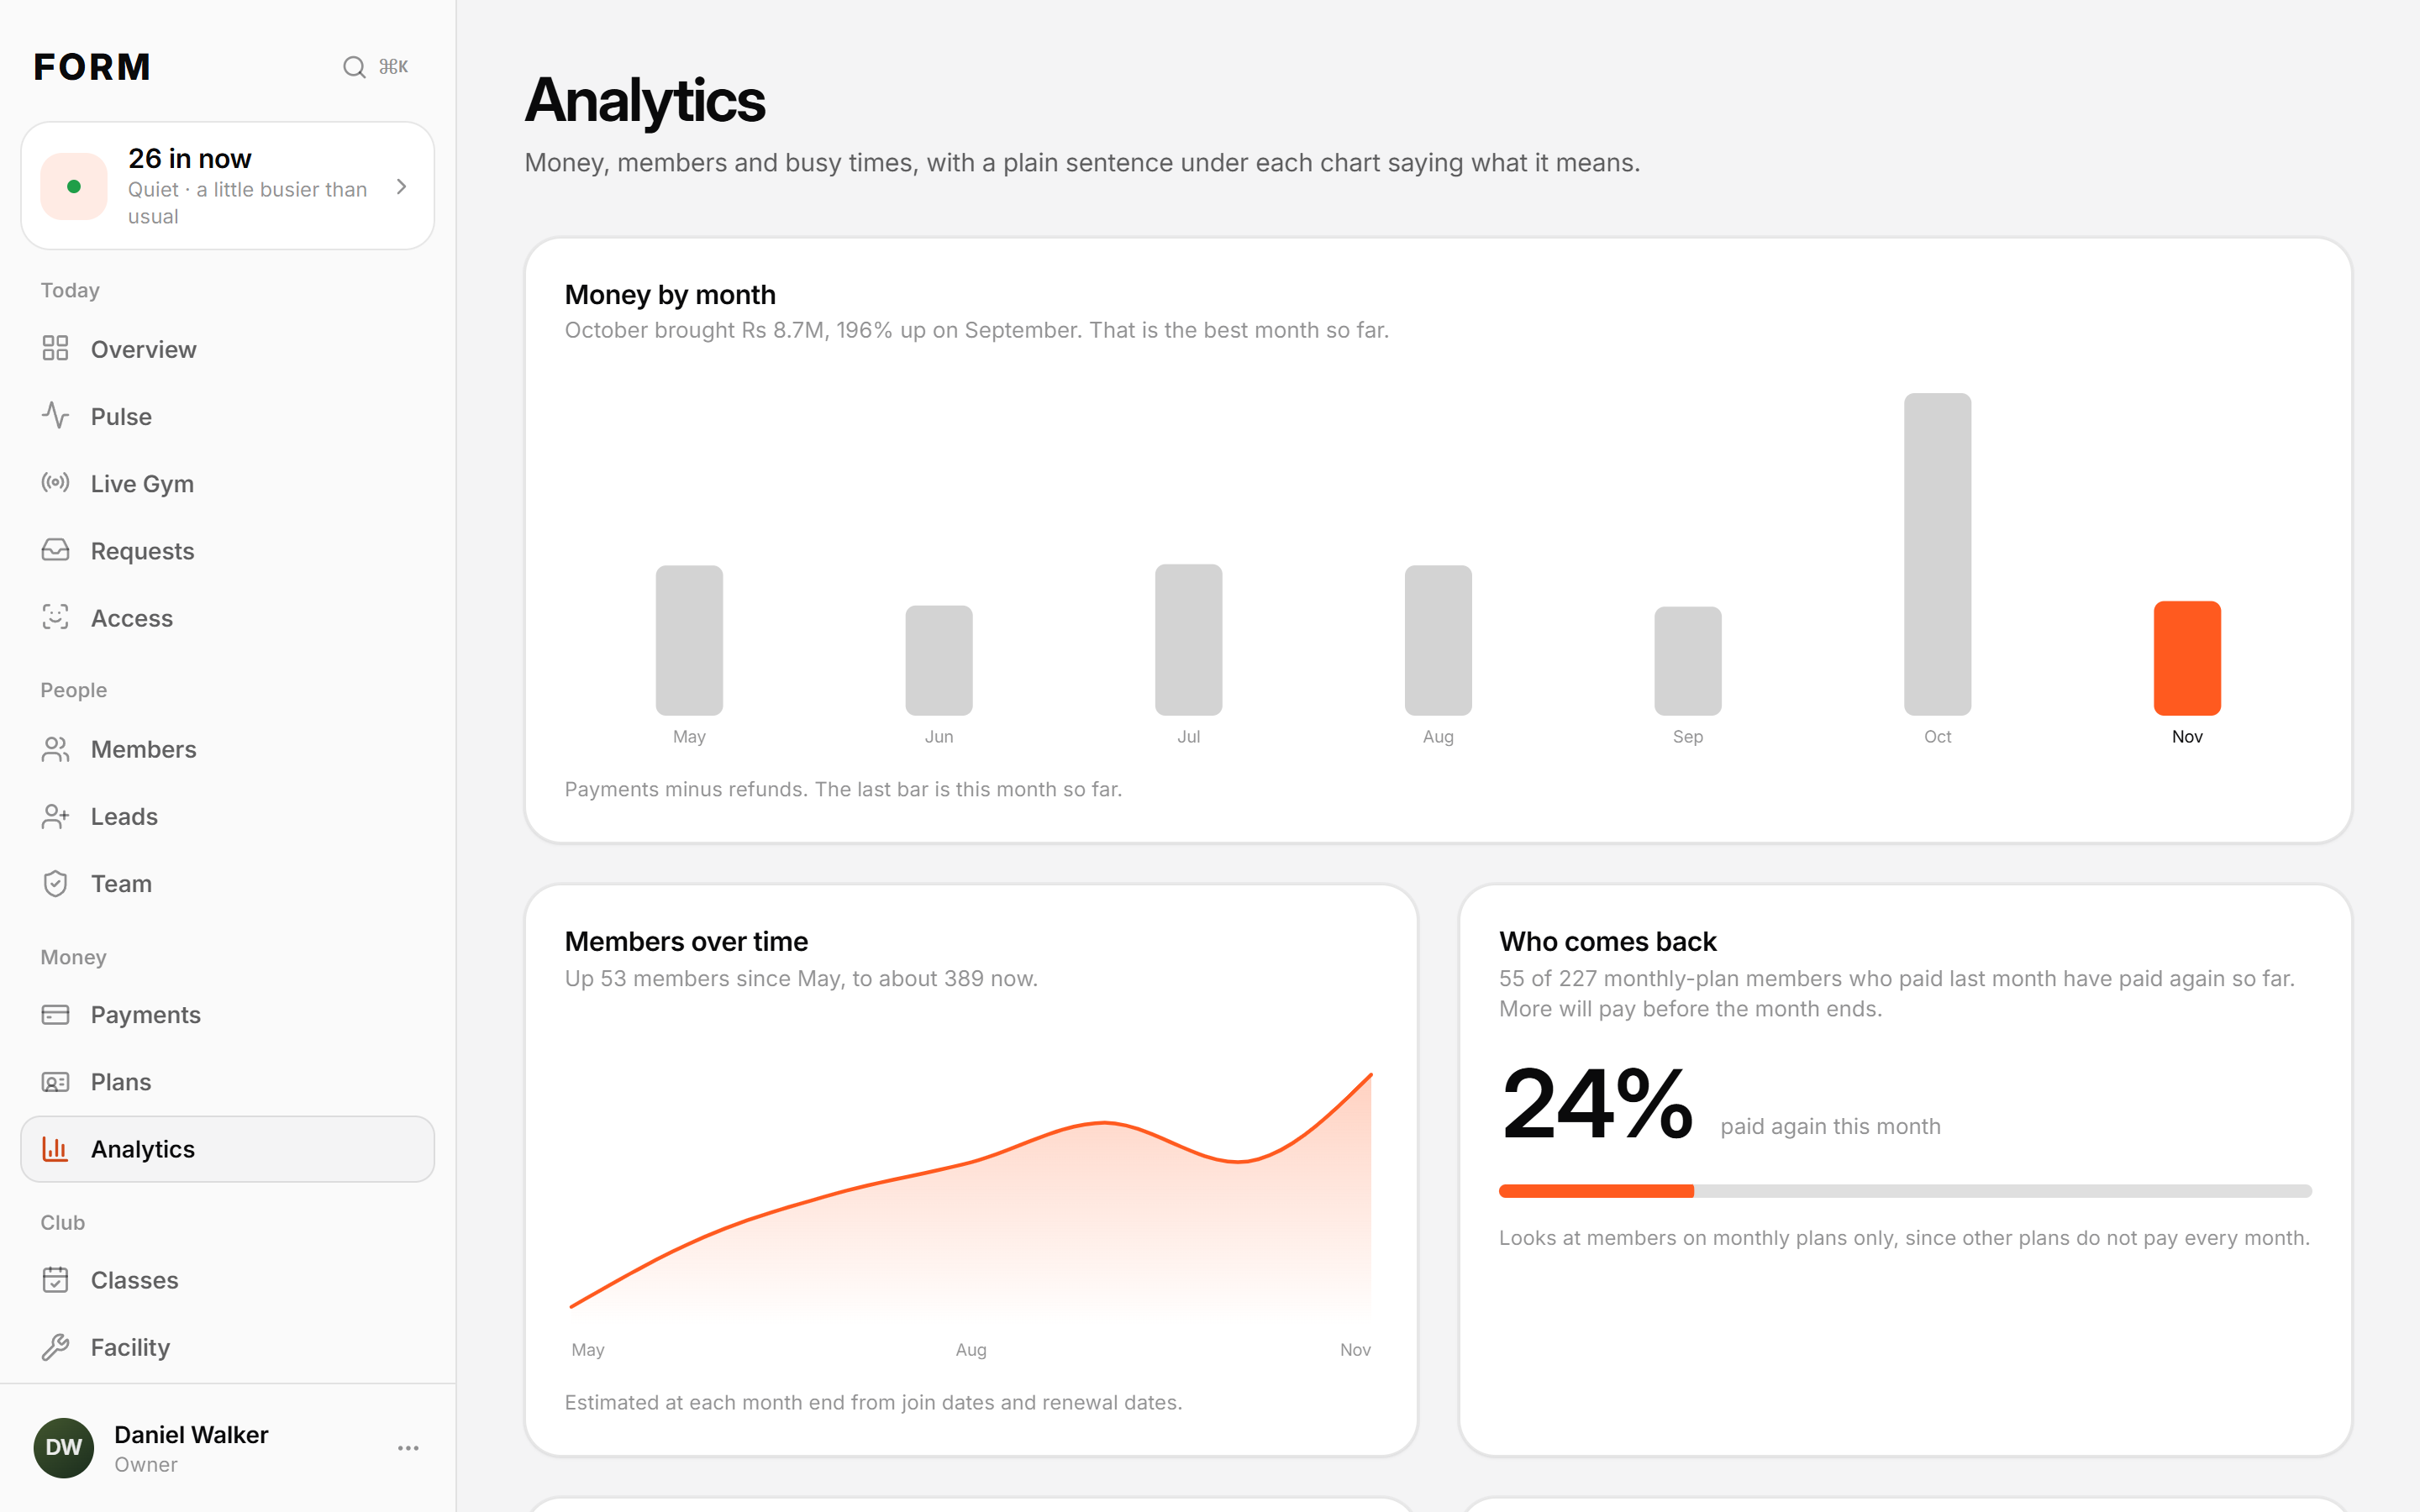 FORM
⌘K
26 in now
Quiet · a little busier than
usual
Today
Overview
Pulse
Live Gym
Requests
Access
People
Members
Leads
Team
Money
Payments
Plans
Analytics
Club
Classes
Facility
DW
Daniel Walker
Owner
Analytics
Money, members and busy times, with a plain sentence under each chart saying what it means.
Money by month
October brought Rs 8.7M, 196% up on September. That is the best month so far.
May Jun Jul Aug Sep Oct Nov
Payments minus refunds. The last bar is this month so far.
Members over time
Up 53 members since May, to about 389 now.
May Aug Nov
Estimated at each month end from join dates and renewal dates.
Who comes back
55 of 227 monthly-plan members who paid last month have paid again so far.
More will pay before the month ends.
24% paid again this month
Looks at members on monthly plans only, since other plans do not pay every month.